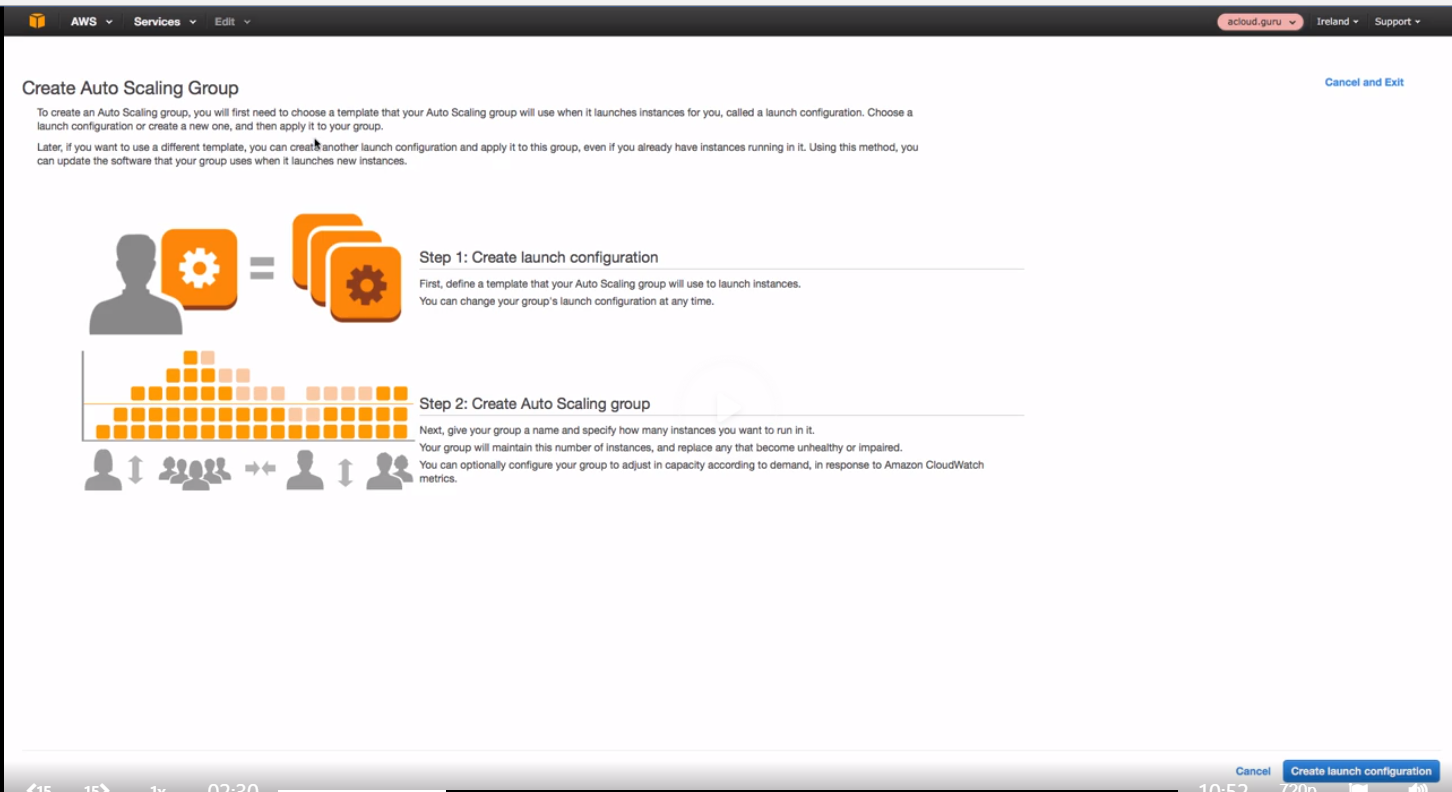 AWS Services Edit acloud.guru Ireland Support
Create Auto Scaling Group
Cancel and Exit
To create an Auto Scaling group, you will first need to choose a template that your Auto Scaling group will use when it launches instances for you, called a launch configuration. Choose a
launch configuration or create a new one, and then apply it to your group.
Later, if you want to use a different template, you can create another launch configuration and apply it to this group, even if you already have instances running in it. Using this method, you
can update the software that your group uses when it launches new instances.
Step 1: Create launch configuration
First, define a template that your Auto Scaling group will use to launch instances.
You can change your group's launch configuration at any time.
Step 2: Create Auto Scaling group
Next, give your group a name and specify how many instances you want to run in it.
Your group will maintain this number of instances, and replace any that become unhealthy or impaired.
You can optionally configure your group to adjust in capacity according to demand, in response to Amazon CloudWatch
metrics.
Cancel Create launch configuration
15 15 1x 02:30 10:52 720p